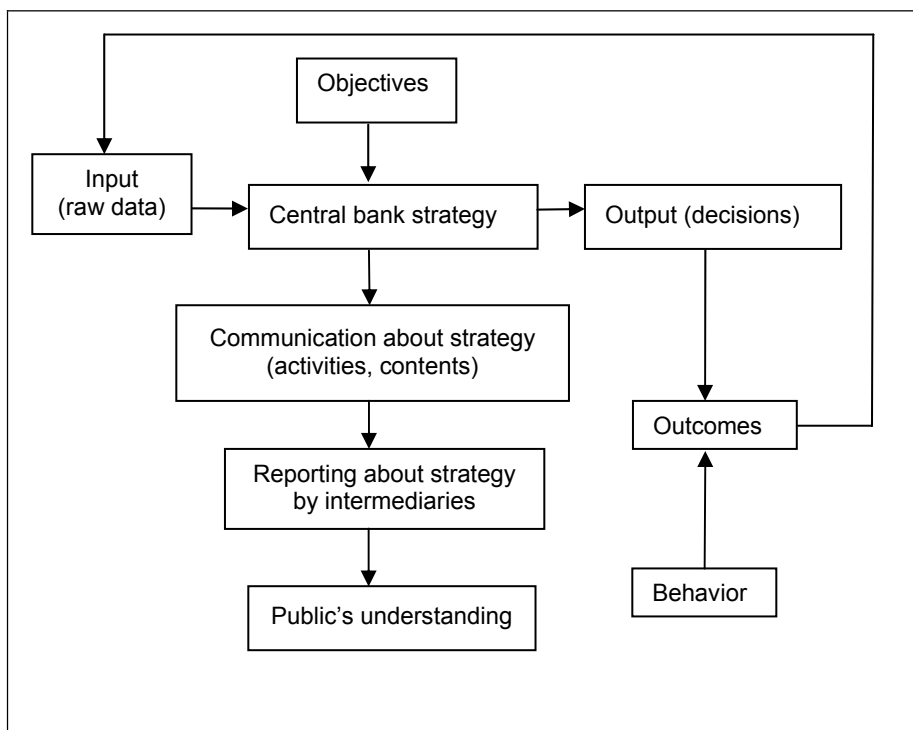 Objectives
Input
(raw data)
Central bank strategy
Output (decisions)
Communication about strategy
(activities, contents)
Outcomes
Reporting about strategy
by intermediaries
Behavior
Public’s understanding